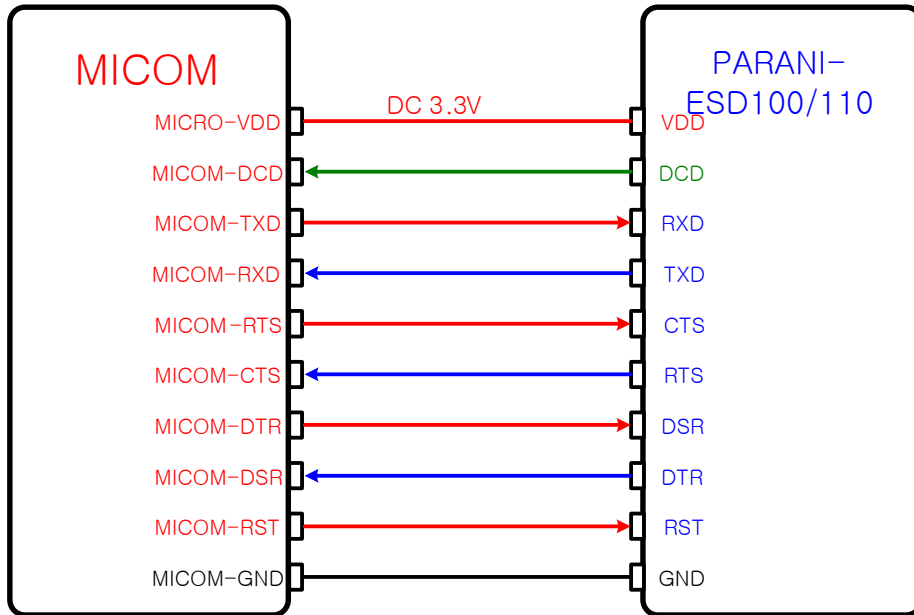 MICOM
PARANI-
ESD100/110
DC 3.3V
MICRO-VDD
VDD
MICOM-DCD
DCD
MICOM-TXD
RXD
MICOM-RXD
TXD
MICOM-RTS
CTS
MICOM-CTS
RTS
MICOM-DTR
DSR
MICOM-DSR
DTR
MICOM-RST
RST
MICOM-GND
GND